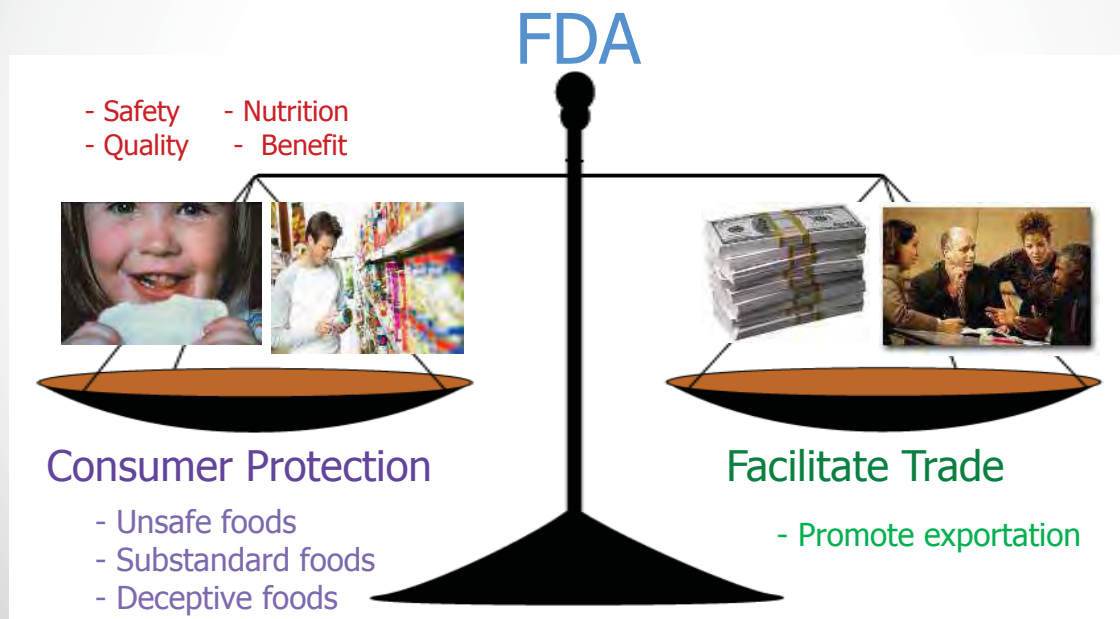 FDA
- Safety - Nutrition
- Quality - Benefit
Consumer Protection
- Unsafe foods
- Substandard foods
- Deceptive foods
Facilitate Trade
- Promote exportation